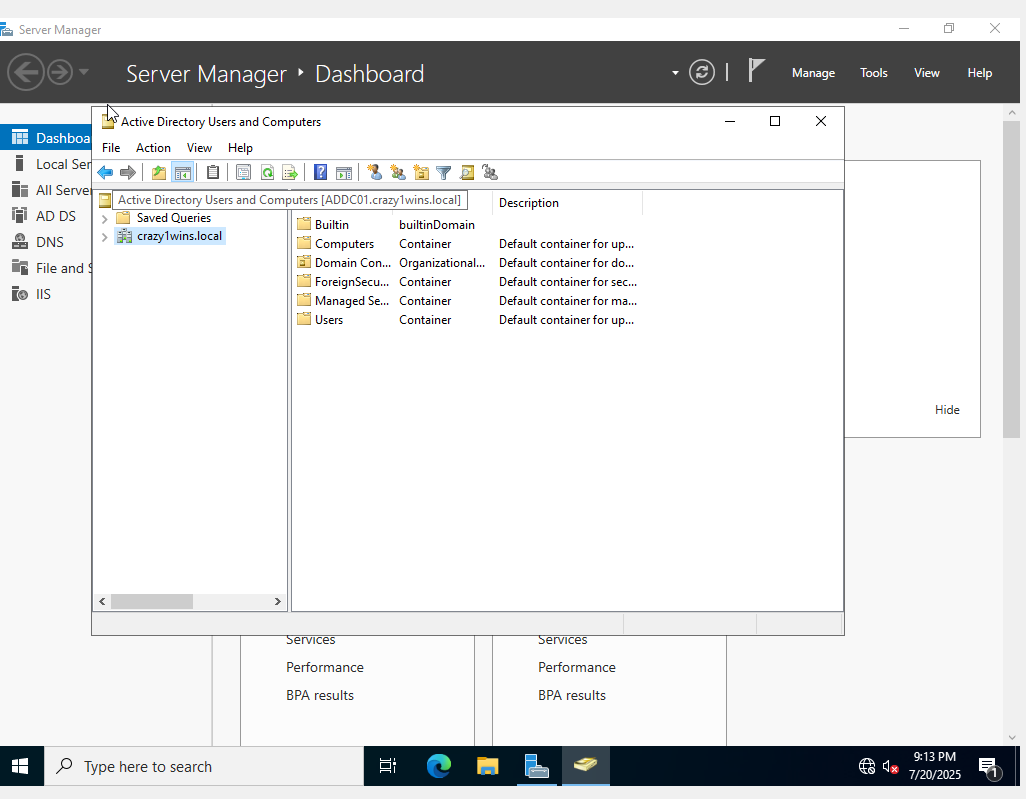 Server Manager
Server Manager • Dashboard
Manage Tools View Help
Active Directory Users and Computers
File Action View Help
Dashboa
Local Ser
All Server
AD DS
DNS
File and S
IIS
Active Directory Users and Computers [ADDC01.crazy1wins.local]
Saved Queries
crazy1wins.local
Description
Builtin builtinDomain
Computers Container Default container for up...
Domain Con... Organizational... Default container for do...
ForeignSecu... Container Default container for sec...
Managed Se... Container Default container for ma...
Users Container Default container for up...
Hide
Services
Performance
BPA results
Services
Performance
BPA results
Type here to search
9:13 PM
7/20/2025
1